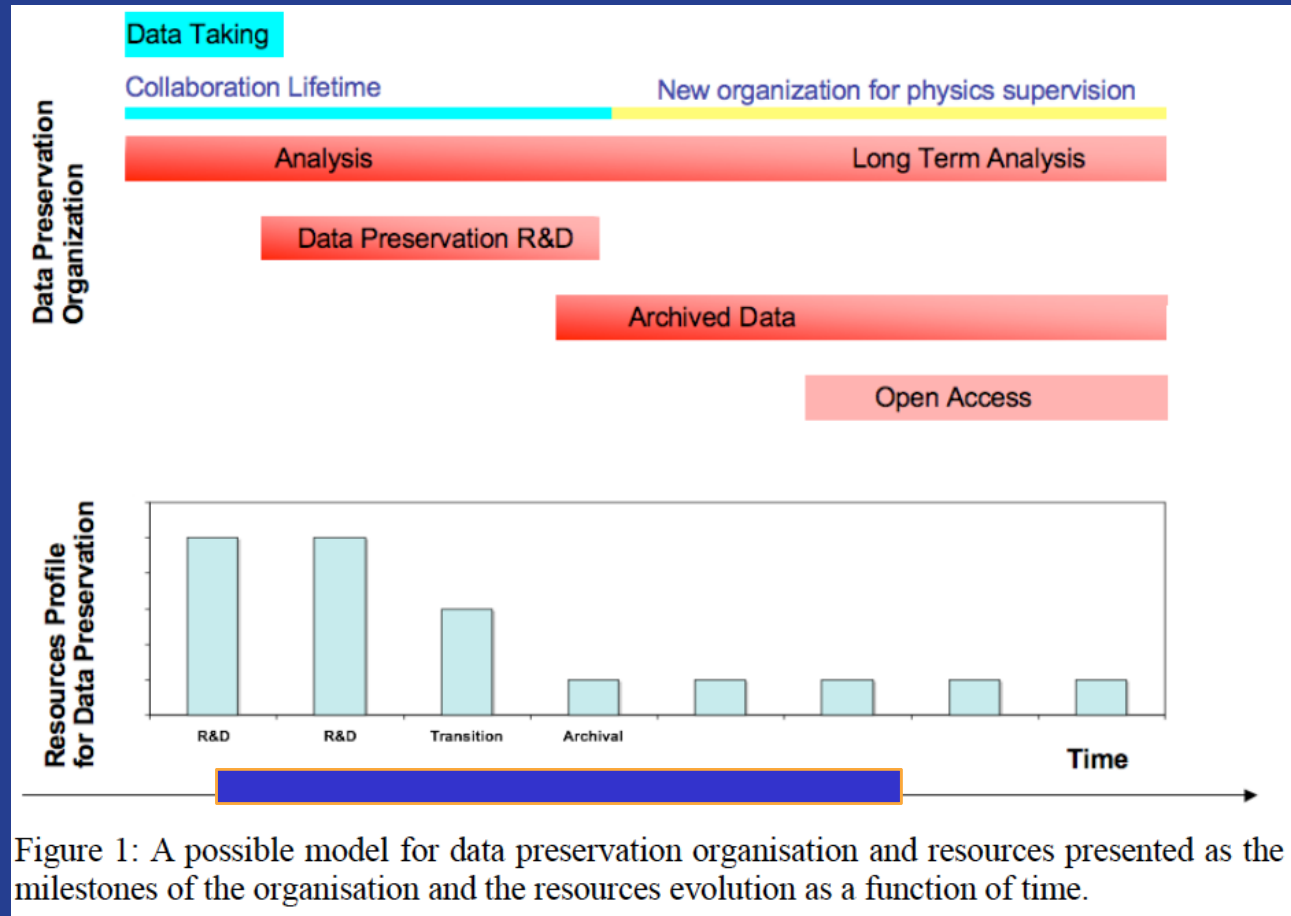 Data Taking
Collaboration Lifetime
New organization for physics supervision
Data Preservation
Organization
Analysis
Long Term Analysis
Data Preservation R&D
Archived Data
Open Access
Resources Profile
for Data Preservation
R&D
R&D
Transition
Archival
Time
Figure 1: A possible model for data preservation organisation and resources presented as the
milestones of the organisation and the resources evolution as a function of time.